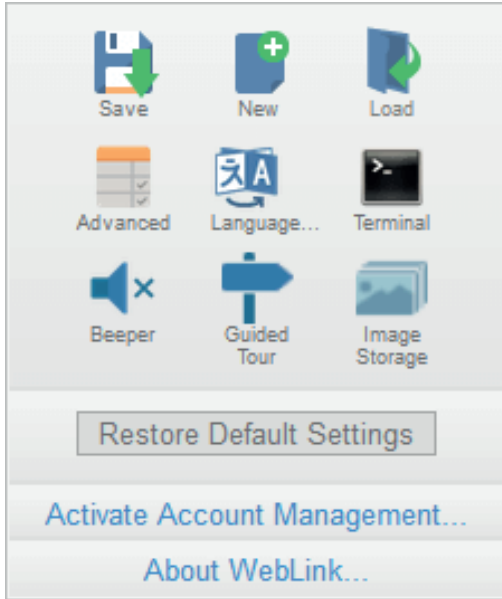 Save New Load
Advanced Language... Terminal
Beeper Guided Tour Image Storage
Restore Default Settings
Activate Account Management...
About WebLink...